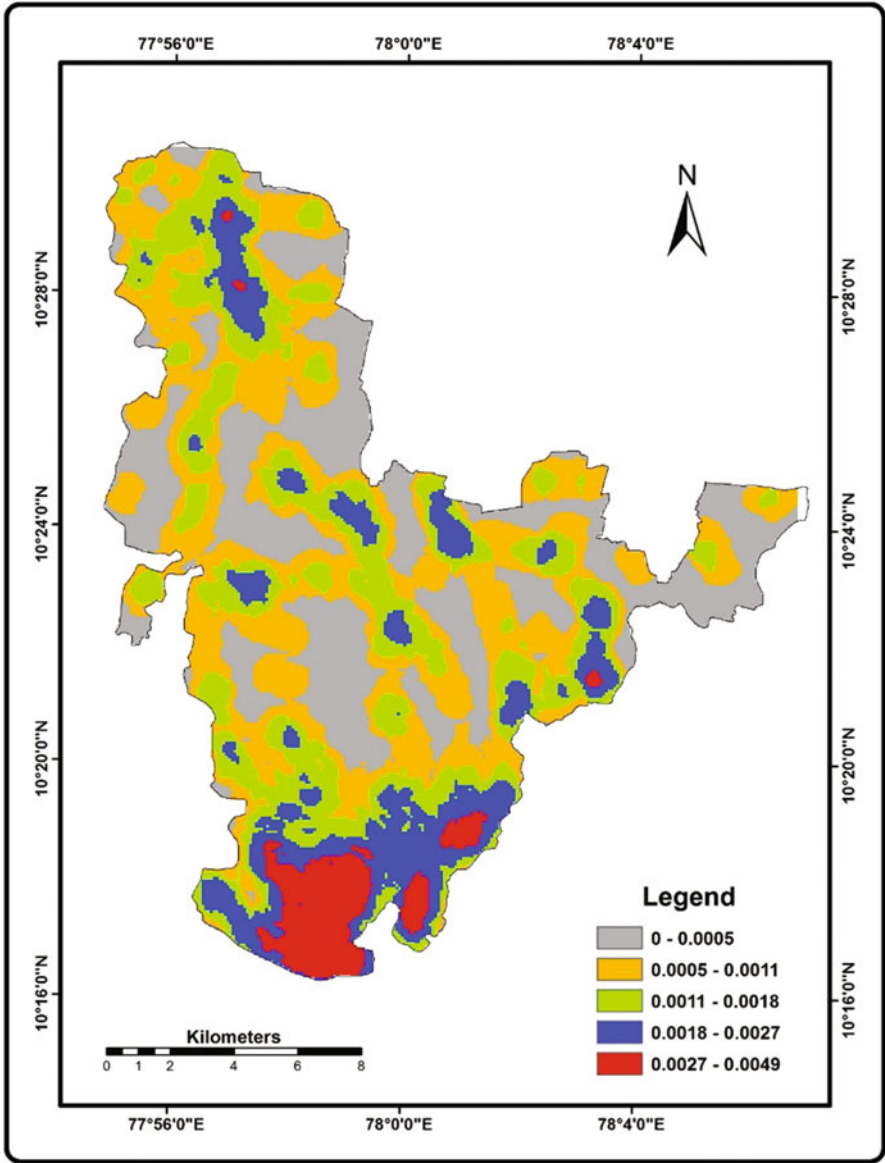 77°56'0"E 78°0'0"E 78°4'0"E
N
10°28'0"N 10°28'0"N
10°24'0"N 10°24'0"N
10°20'0"N 10°20'0"N
10°16'0"N 10°16'0"N
Legend
0 - 0.0005
0.0005 - 0.0011
0.0011 - 0.0018
0.0018 - 0.0027
0.0027 - 0.0049
Kilometers
0 1 2 4 6 8
77°56'0"E 78°0'0"E 78°4'0"E